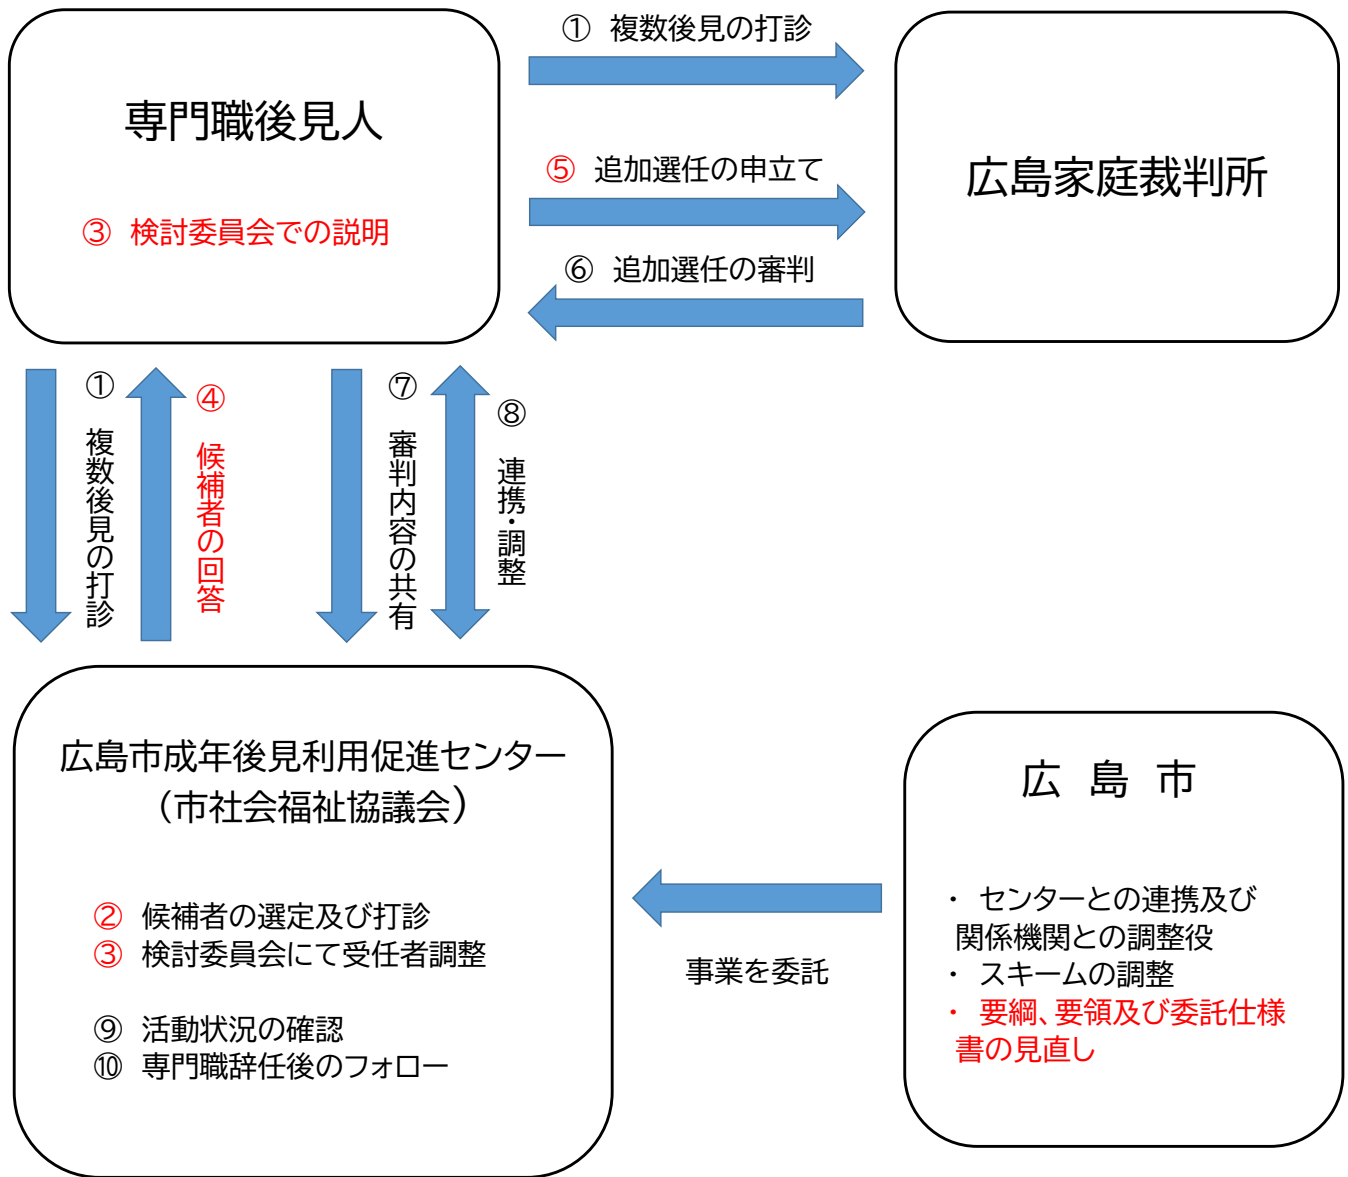 ① 複数後見の打診
専門職後見人
③ 検討委員会での説明
⑤ 追加選任の申立て
⑥ 追加選任の審判
広島家庭裁判所
① 複数後見の打診
④ 候補者の回答
⑦ 審判内容の共有
⑧ 連携・調整
広島市成年後見利用促進センター
（市社会福祉協議会）
② 候補者の選定及び打診
③ 検討委員会にて受任者調整
⑨ 活動状況の確認
⑩ 専門職辞任後のフォロー
事業を委託
広 島 市
・ センターとの連携及び
関係機関との調整役
・ スキームの調整
・ 要綱、要領及び委託仕様
書の見直し